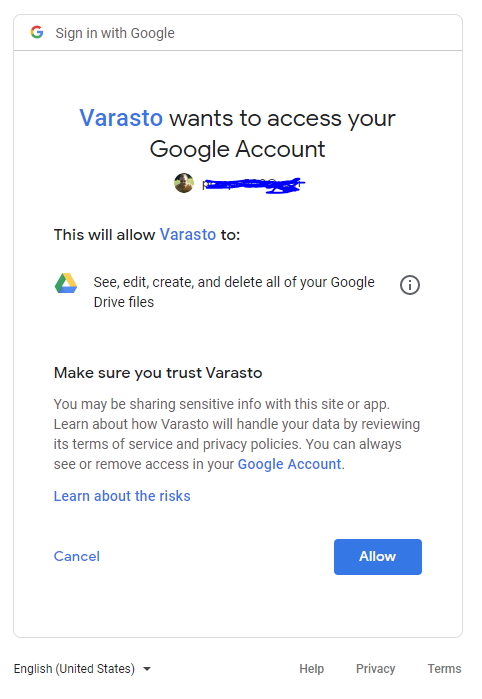 Sign in with Google
Varasto wants to access your
Google Account
This will allow Varasto to:
See, edit, create, and delete all of your Google
Drive files
Make sure you trust Varasto
You may be sharing sensitive info with this site or app.
Learn about how Varasto will handle your data by reviewing
its terms of service and privacy policies. You can always
see or remove access in your Google Account.
Learn about the risks
Cancel
Allow
English (United States)
Help
Privacy
Terms